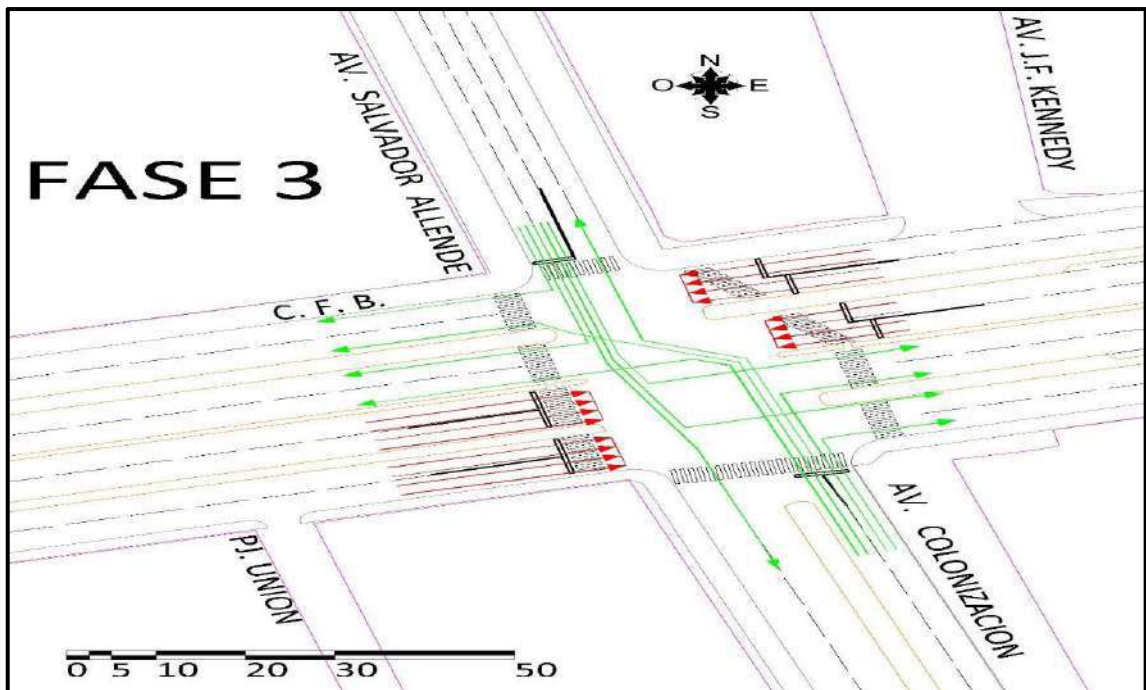 AV. SALVADOR ALLENDE
N
O E
S
AV. J.F. KENNEDY
FASE 3
C. F. B.
PJ. UNION
AV. COLONIZACION
0 5 10 20 30 50